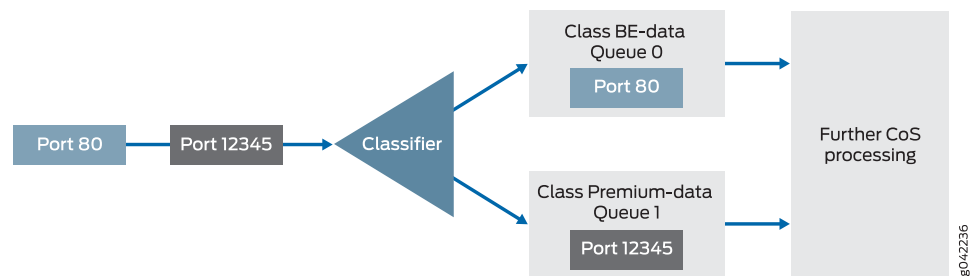 Port 80
Port 12345
Classifier
Class BE-data
Queue 0
Port 80
Class Premium-data
Queue 1
Port 12345
Further CoS
processing
g042236